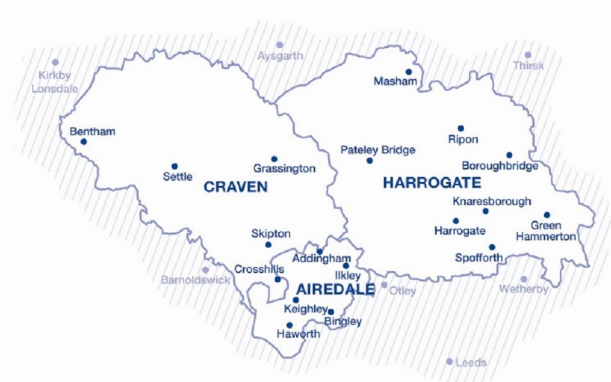 Aysgarth
Thirsk
Kirkby
Lonsdale
Masham
Bentham
Ripon
Pateley Bridge
Boroughbridge
Settle
Grassington
CRAVEN
HARROGATE
Knaresborough
Harrogate
Green
Hammerton
Skipton
Spofforth
Addingham
Crosshills
Ilkley
Barnoldswick
AIREDALE
Otley
Wetherby
Keighley
Bingley
Haworth
Leeds